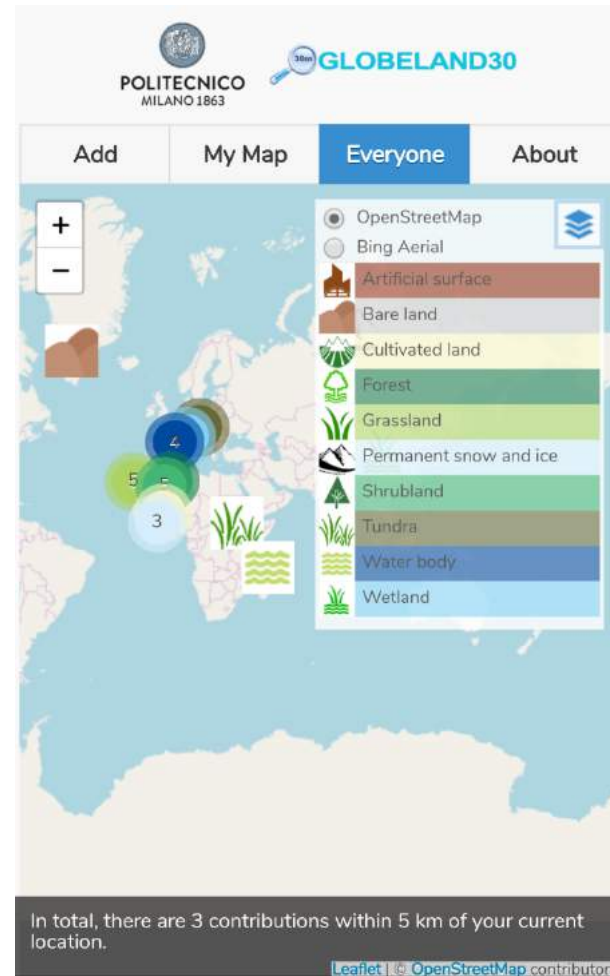 POLITECNICO
MILANO 1863
30m
GLOBELAND30
Add
My Map
Everyone
About
+
−
OpenStreetMap
Bing Aerial
Artificial surface
Bare land
Cultivated land
Forest
Grassland
Permanent snow and ice
Shrubland
Tundra
Water body
Wetland
4
5
3
In total, there are 3 contributions within 5 km of your current
location.
Leaflet | © OpenStreetMap contributor